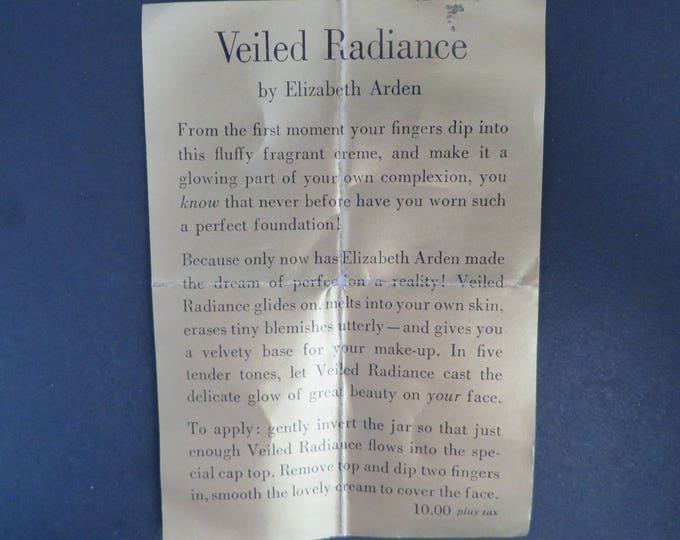 Veiled Radiance
by Elizabeth Arden
From the first moment your fingers dip into
this fluffy fragrant creme, and make it a
glowing part of your own complexion, you
know that never before have you worn such
a perfect foundation!
Because only now has Elizabeth Arden made
the dream of perfection a reality! Veiled
Radiance glides on, melts into your own skin,
erases tiny blemishes utterly—and gives you
a velvety base for your make-up. In five
tender tones, let Veiled Radiance cast the
delicate glow of great beauty on your face.
To apply: gently invert the jar so that just
enough Veiled Radiance flows into the spe-
cial cap top. Remove top and dip two fingers
in, smooth the lovely cream to cover the face.
10.00 plus tax